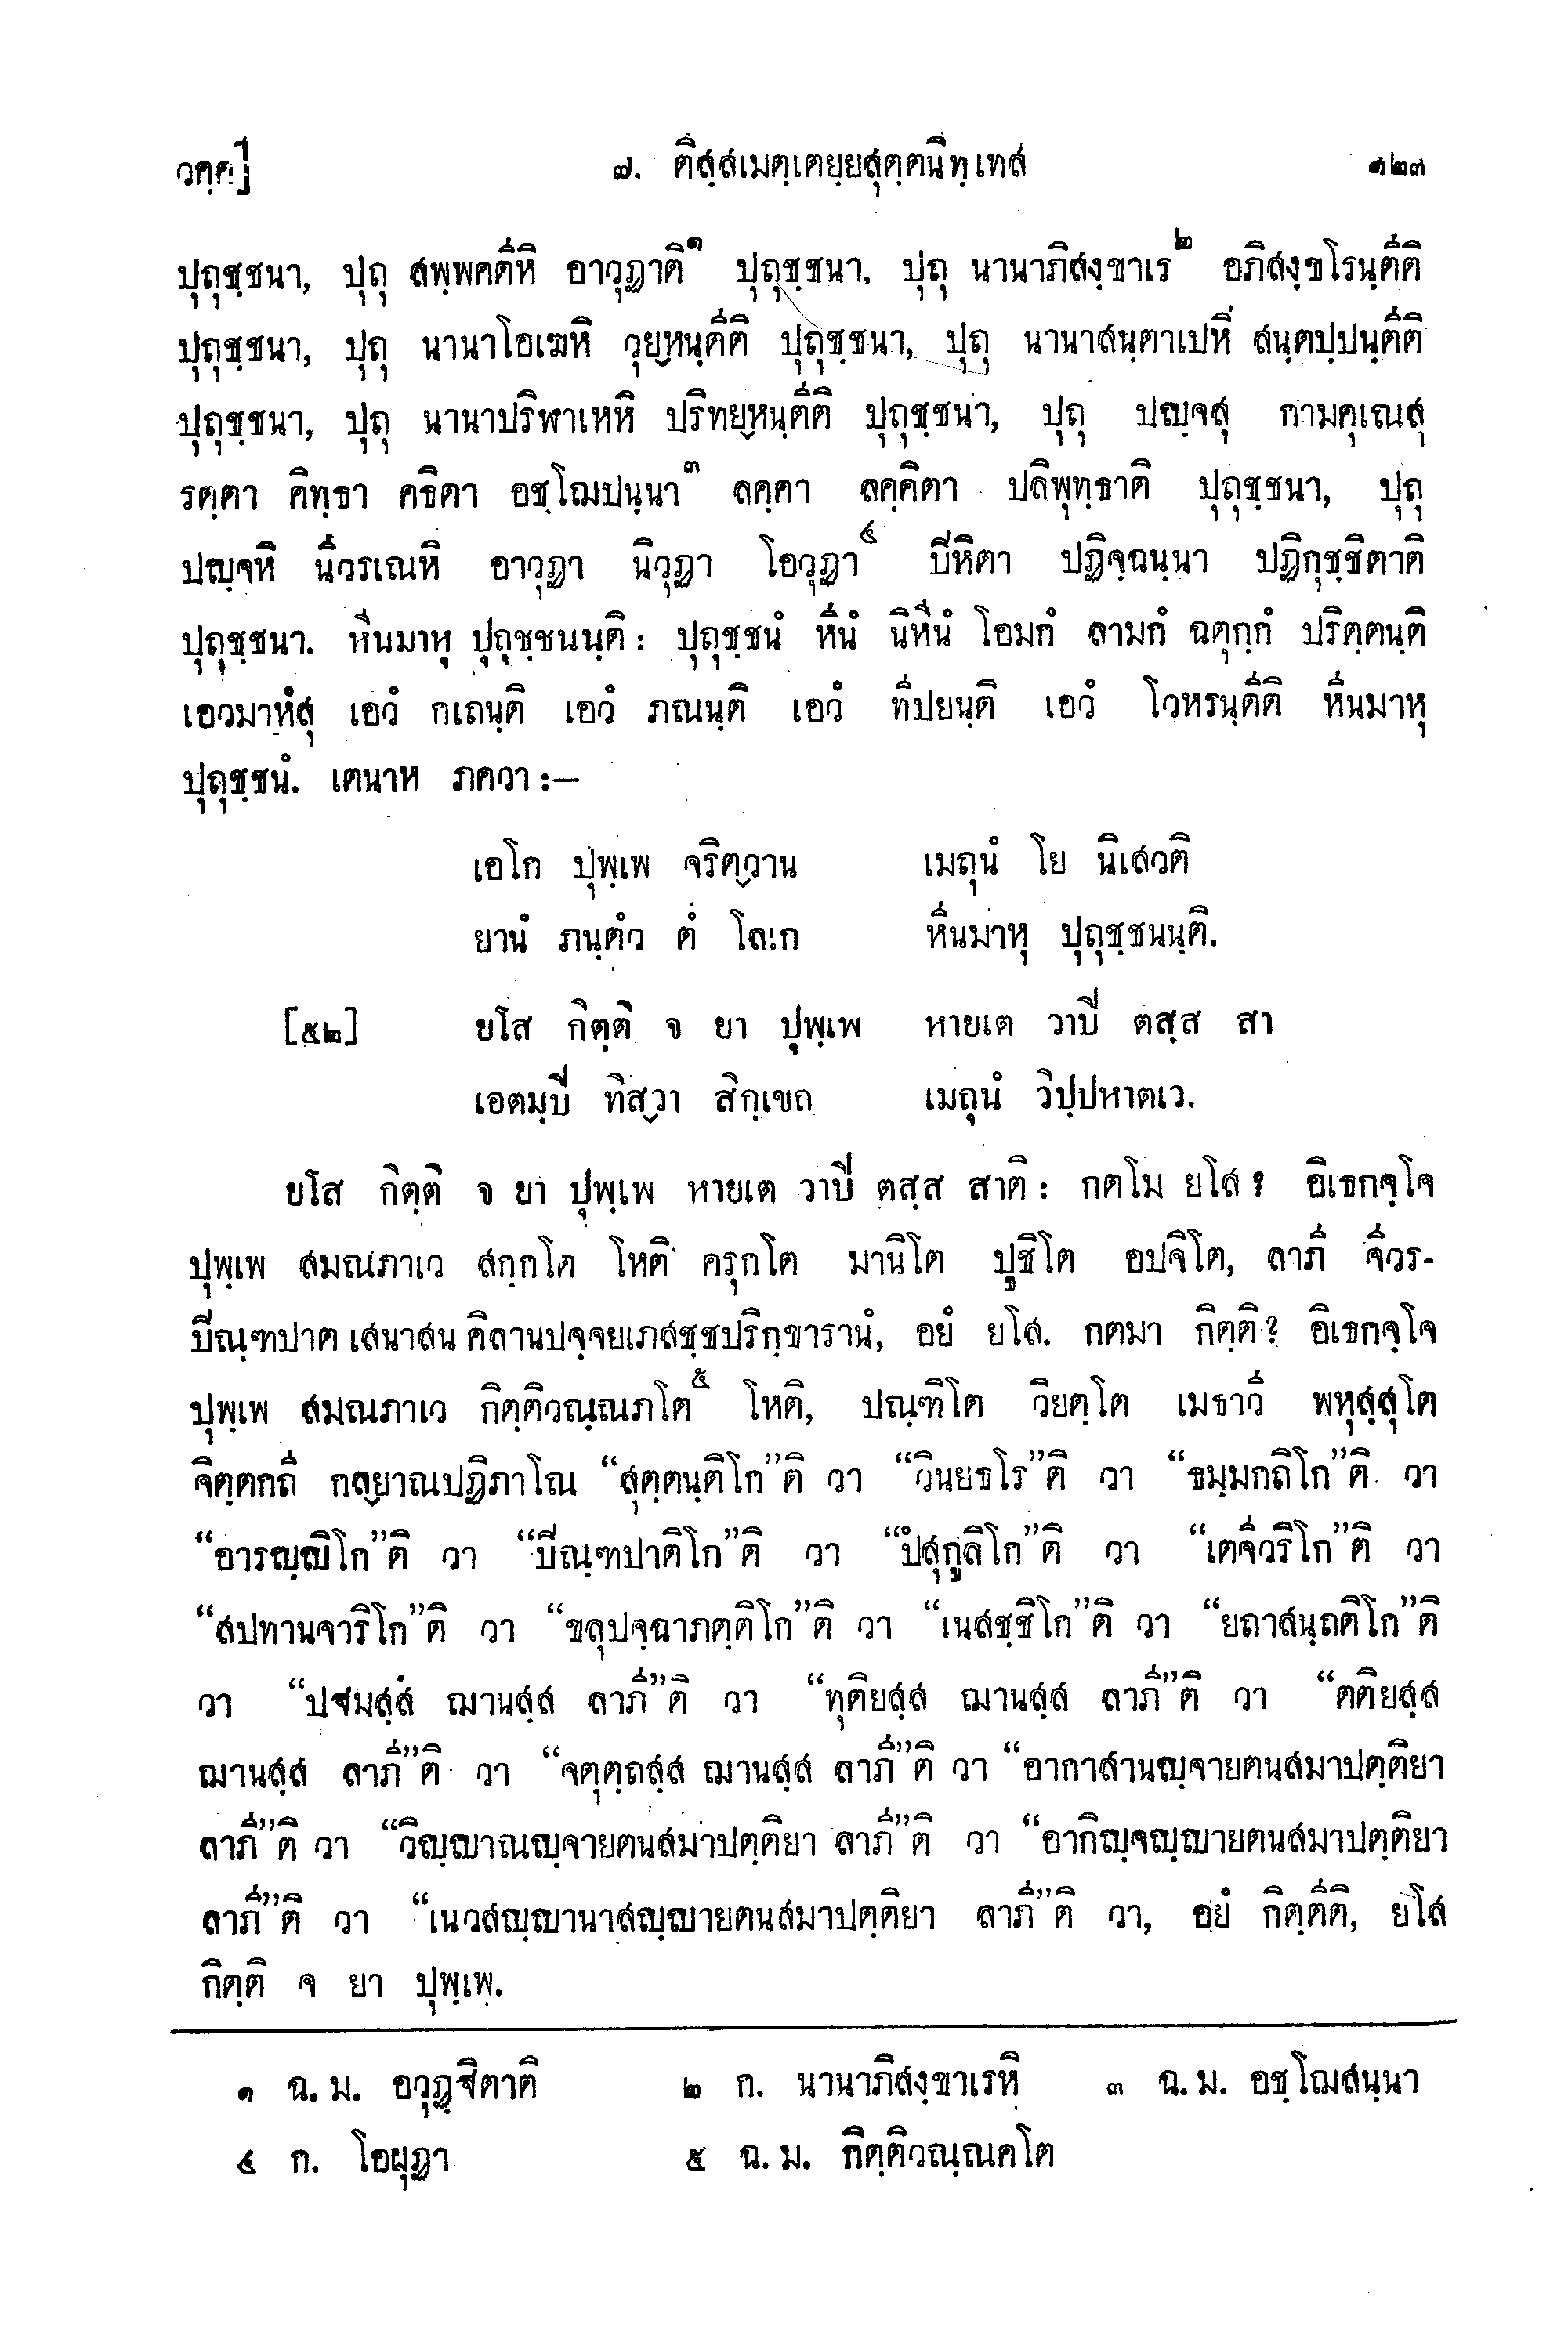 วคฺค] ๗. ติสฺสเมตฺเตยฺยสุตฺตนิทฺเทส ๑๒๓
ปุถุชฺชนา, ปุถุ สพฺพคตีหิ อาวุฏาติ๑ ปุถุชฺชนา. ปุถุ นานาภิสงฺขาเร๒ อภิสงฺขโรนฺตีติ
ปุถุชฺชนา, ปุถุ นานาโอเฆหิ วุยฺหนฺตีติ ปุถุชฺชนา, ปุถุ นานาสนฺตาเปหิ สนฺตปฺปนฺตีติ
ปุถุชฺชนา, ปุถุ นานาปริฬาเหหิ ปริทยฺหนฺตีติ ปุถุชฺชนา, ปุถุ ปญฺจสุ กามคุเณสุ
รตฺตา คิทฺธา คธิตา อชฺโฌปนฺนา๓ ลคฺคา ลคฺคิตา ปลิพุทฺธาติ ปุถุชฺชนา, ปุถุ
ปญฺจหิ นีวรเณหิ อาวุฏา นิวุฏา โอวุฏา๔ ปิหิตา ปฏิจฺฉนฺนา ปฏิกุชฺชิตาติ
ปุถุชฺชนา. หีนมาหุ ปุถุชฺชนนฺติ: ปุถุชฺชนํ หีนํ นิหีนํ โอมกํ ลามกํ ฉตุกฺกํ ปริตฺตนฺติ
เอวมาหํสุ เอวํ กเถนฺติ เอวํ ภณนฺติ เอวํ ทีปยนฺติ เอวํ โวหรนฺตีติ หีนมาหุ
ปุถุชฺชนํ. เตนาห ภควา:—
เอโก ปุพฺเพ จริตฺวาน เมถุนํ โย นิเสวติ
ยานํ ภนฺตํว ตํ โลเก หีนมาหุ ปุถุชฺชนนฺติ.
[๕๒] ยโส กิตฺติ จ ยา ปุพฺเพ หายเต วาปิ ตสฺส สา
เอตมฺปิ ทิสฺวา สิกฺเขถ เมถุนํ วิปฺปหาตเว.
ยโส กิตฺติ จ ยา ปุพฺเพ หายเต วาปิ ตสฺส สาติ: กตโม ยโส? อิเธกจฺโจ
ปุพฺเพ สมณภาเว สกฺกโต โหติ ครุกโต มานิโต ปูชิโต อปจิโต, ลาภี จีวร-
ปิณฺฑปาต เสนาสน คิลานปจฺจยเภสชฺชปริกฺขารานํ, อยํ ยโส. กตมา กิตฺติ? อิเธกจฺโจ
ปุพฺเพ สมณภาเว กิตฺติวณฺณภโต๕ โหติ, ปณฺฑิโต วิยตฺโต เมธาวี พหุสฺสุโต
จิตฺตกถี กลฺยาณปฏิภาโณ “สุตฺตนฺติโก”ติ วา “วินยธโร”ติ วา “ธมฺมกถิโก”ติ วา
“อารญฺญิโก”ติ วา “ปิณฺฑปาติโก”ติ วา “ปํสุกูลิโก”ติ วา “เตจีวริโก”ติ วา
“สปทานจาริโก”ติ วา “ขลุปจฺฉาภตฺติโก”ติ วา “เนสชฺชิโก”ติ วา “ยถาสนฺถติโก”ติ
วา “ปฐมสฺส ฌานสฺส ลาภี”ติ วา “ทุติยสฺส ฌานสฺส ลาภี”ติ วา “ตติยสฺส
ฌานสฺส ลาภี”ติ วา “จตุตฺถสฺส ฌานสฺส ลาภี”ติ วา “อากาสานญฺจายตนสมาปตฺติยา
ลาภี”ติ วา “วิญฺญาณญฺจายตนสมาปตฺติยา ลาภี”ติ วา “อากิญฺจญฺญายตนสมาปตฺติยา
ลาภี”ติ วา “เนวสญฺญานาสญฺญายตนสมาปตฺติยา ลาภี”ติ วา, อยํ กิตฺตีติ, ยโส
กิตฺติ จ ยา ปุพฺเพ.
๑ ฉ.ม. อวุฏฺฐิตาติ ๒ ก. นานาภิสงฺขาเรหิ ๓ ฉ.ม. อชฺโฌสนฺนา
๔ ก. โอผุฏา ๕ ฉ.ม. กิตฺติวณฺณคโต